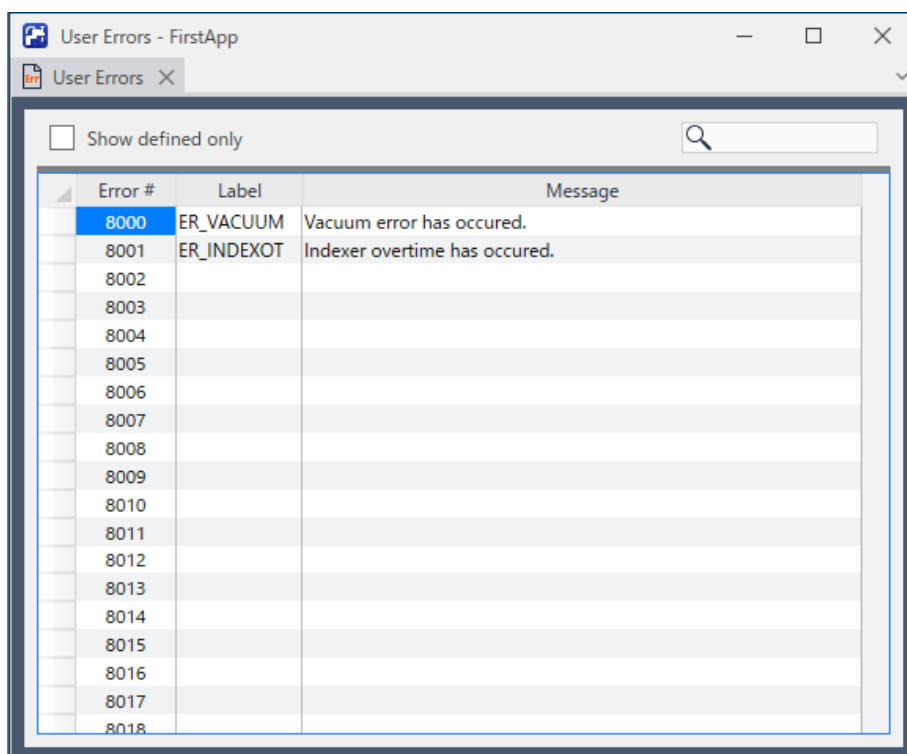 User Errors - FirstApp
Err User Errors
Show defined only
Error # Label Message
8000 ER_VACUUM Vacuum error has occured.
8001 ER_INDEXOT Indexer overtime has occured.
8002
8003
8004
8005
8006
8007
8008
8009
8010
8011
8012
8013
8014
8015
8016
8017
8018